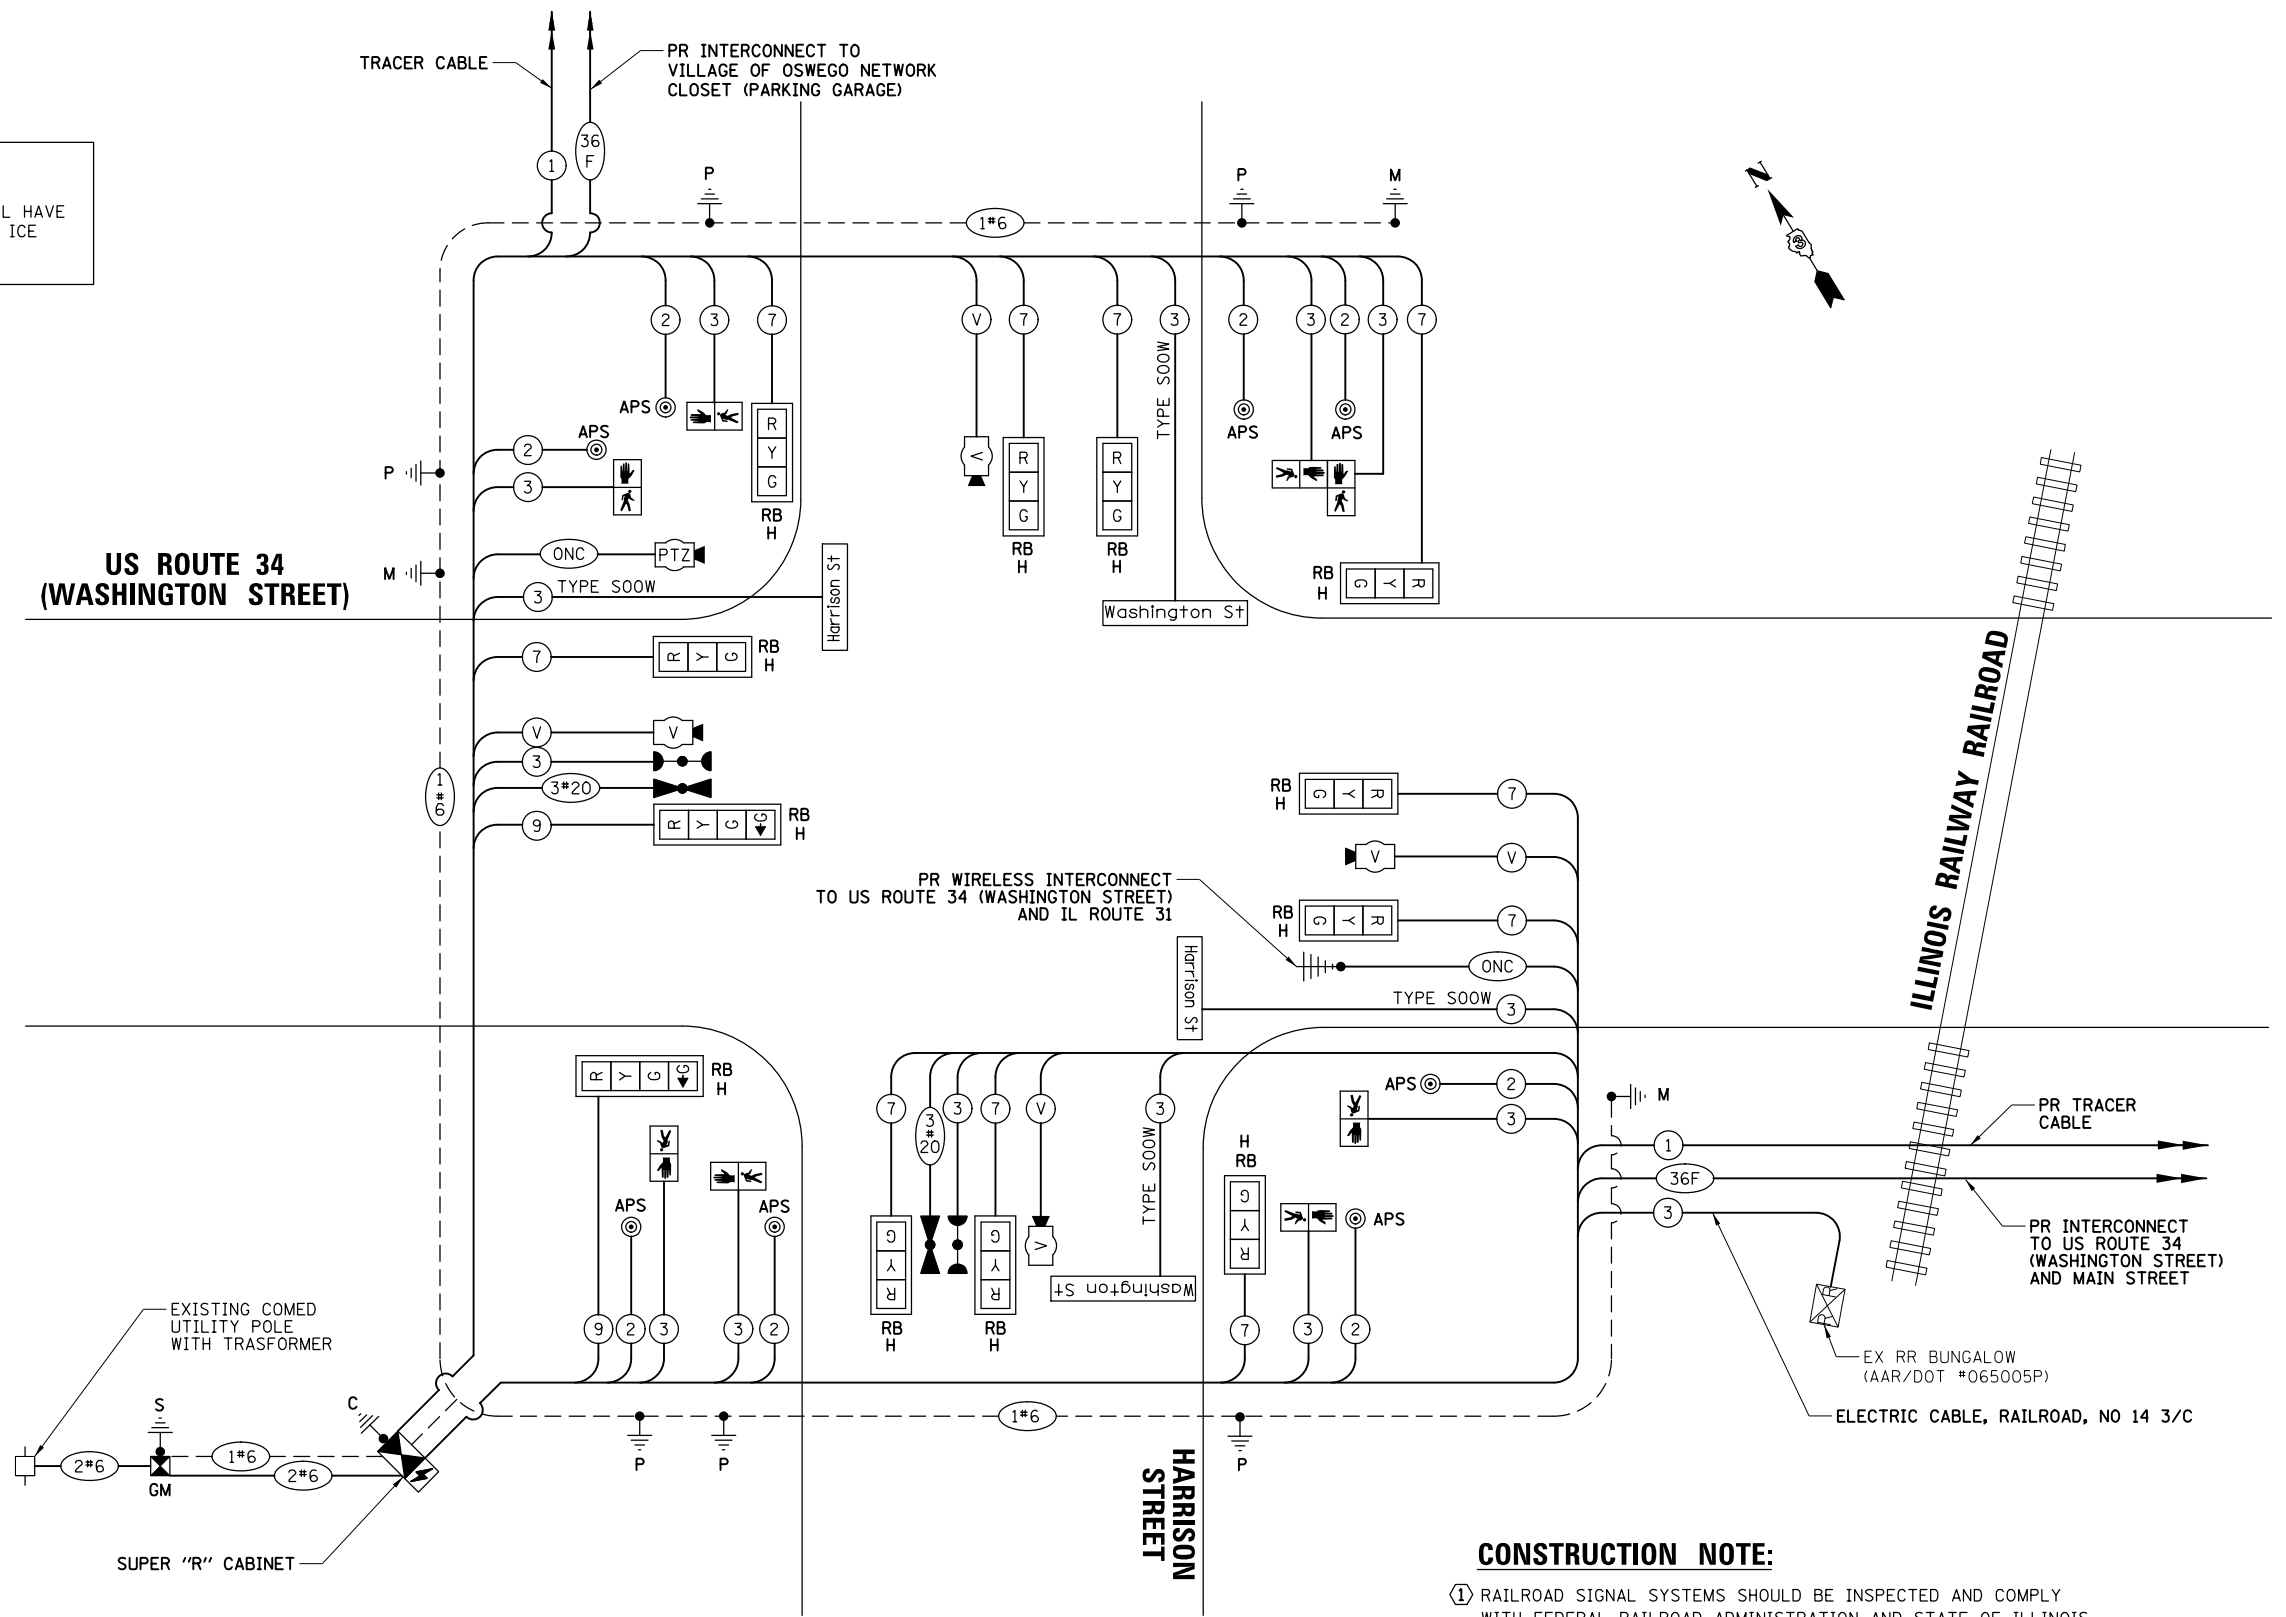 TRACER CABLE
PR INTERCONNECT TO
VILLAGE OF OSWEGO NETWORK
CLOSET (PARKING GARAGE)
1
36
F
L HAVE
ICE
P
P
M
N
3
1#6
2
3
7
V
7
7
3
2
3
2
3
7
TYPE SOOW
APS
R
Y
G
RB
H
2
APS
P
3
V
R
Y
G
RB
H
R
Y
G
RB
H
APS
APS
US ROUTE 34
(WASHINGTON STREET)
M
ONC
PTZ
3
TYPE SOOW
Harrison St
Washington St
RB
H
G
Y
R
7
R
Y
G
RB
H
V
V
3
3#20
1
#
6
9
R
Y
G
G
RB
H
ILLINOIS RAILWAY RAILROAD
RB
H
G
Y
R
7
V
V
PR WIRELESS INTERCONNECT
TO US ROUTE 34 (WASHINGTON STREET)
AND IL ROUTE 31
RB
H
G
Y
R
7
ONC
Harrison St
TYPE SOOW
3
R
Y
G
G
RB
H
APS
2
3
M
7
3
#
20
3
7
V
3
TYPE SOOW
PR TRACER
CABLE
1
36F
3
H
RB
G
Y
R
APS
APS
APS
G
Y
R
RB
H
G
Y
R
RB
H
V
Washington St
PR INTERCONNECT
TO US ROUTE 34
(WASHINGTON STREET)
AND MAIN STREET
EXISTING COMED
UTILITY POLE
WITH TRASFORMER
9
2
3
3
2
7
3
2
R
R
EX RR BUNGALOW
(AAR/DOT #065005P)
ELECTRIC CABLE, RAILROAD, NO 14 3/C
S
C
1#6
2#6
1#6
2#6
GM
P
P
P
HARRISON
STREET
SUPER "R" CABINET
CONSTRUCTION NOTE:
1 RAILROAD SIGNAL SYSTEMS SHOULD BE INSPECTED AND COMPLY
WITH FEDERAL RAILROAD ADMINISTRATION AND STATE OF ILLINOIS